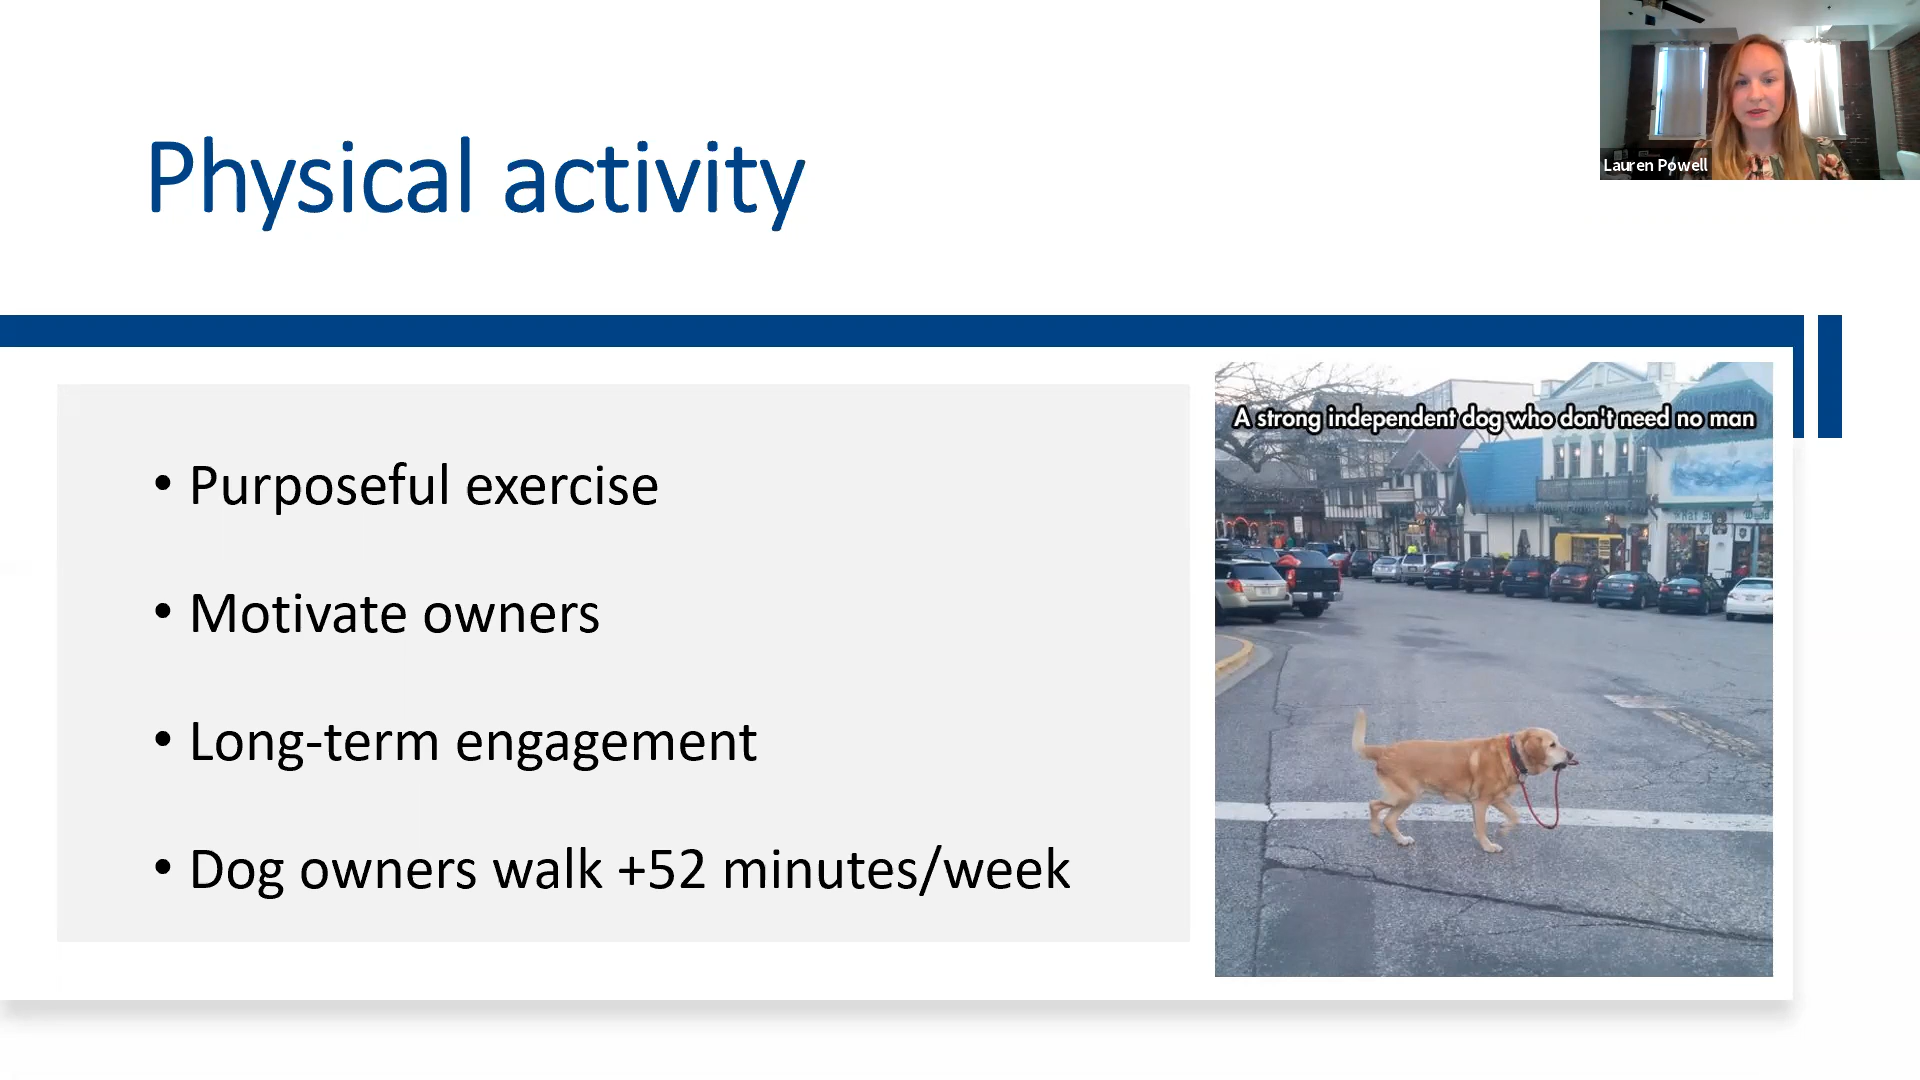 Physical activity
Lauren Powell
• Purposeful exercise
• Motivate owners
• Long-term engagement
• Dog owners walk +52 minutes/week
A strong independent dog who don't need no man